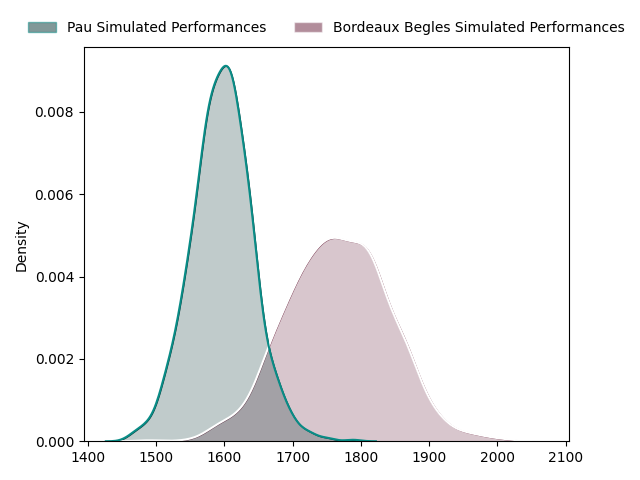 Pau Simulated Performances
Bordeaux Begles Simulated Performances
Density
0.008
0.006
0.004
0.002
0.000
1400 1500 1600 1700 1800 1900 2000 2100